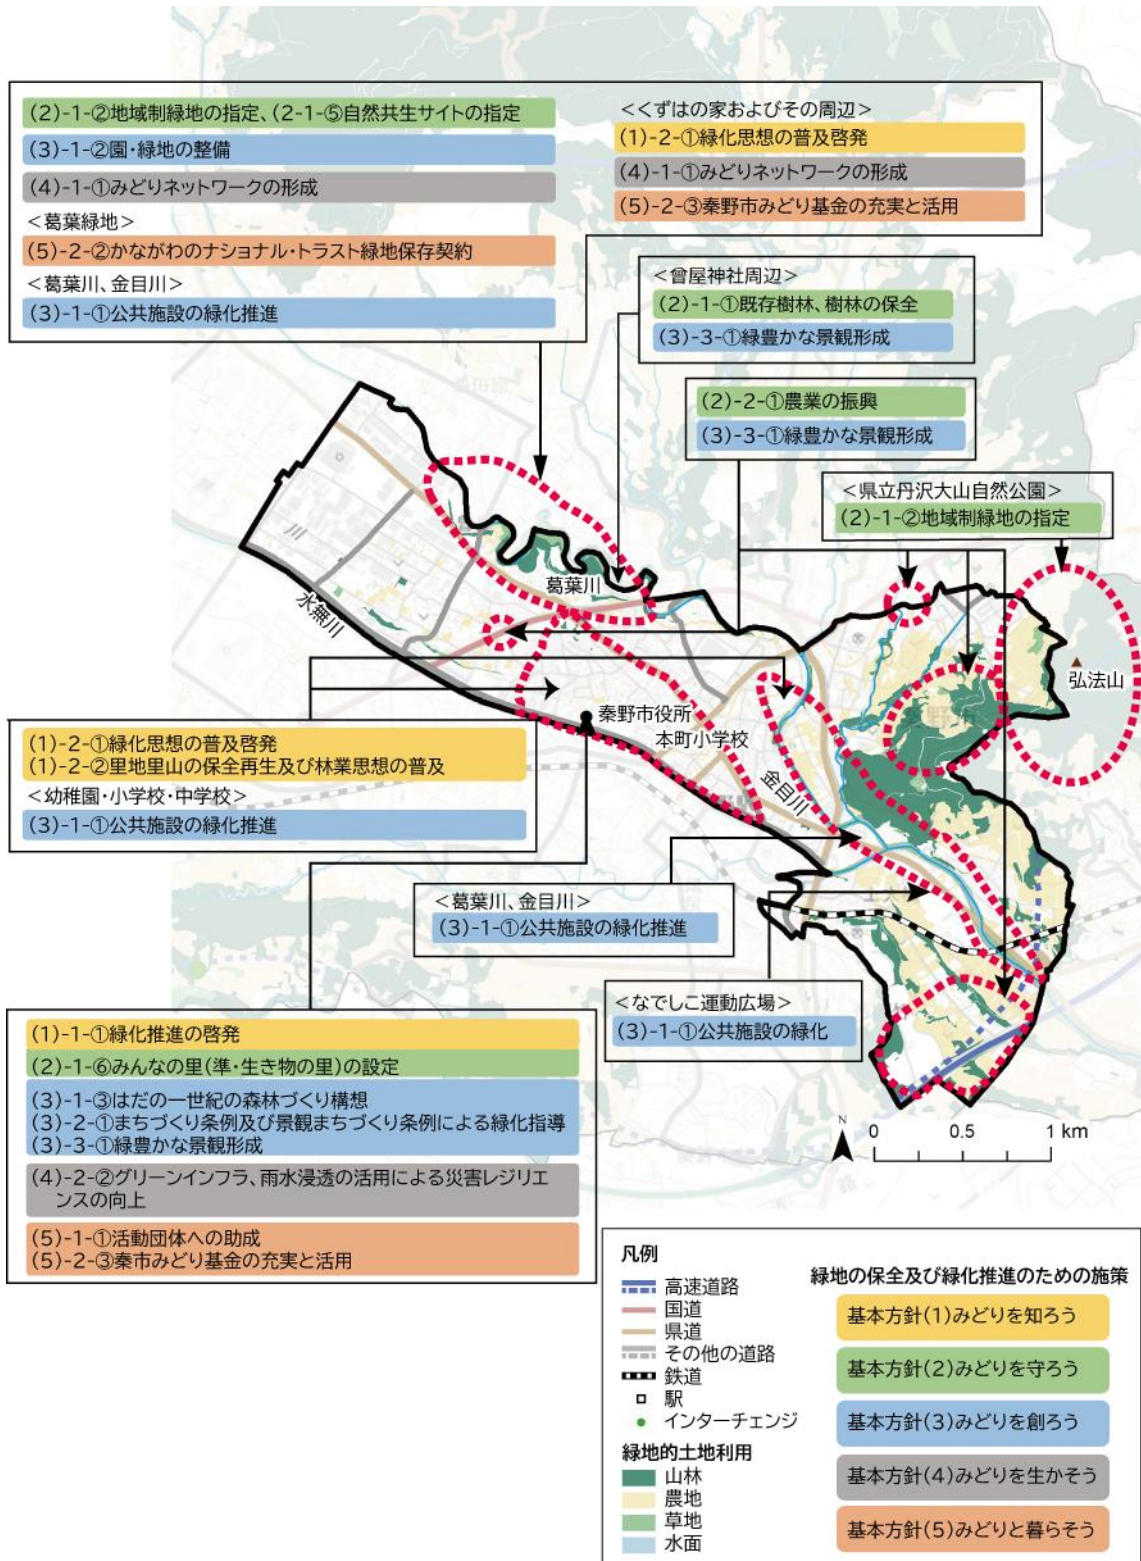 (2)-1-②地域制緑地の指定、(2-1-⑤自然共生サイトの指定
(3)-1-②園・緑地の整備
(4)-1-①みどりネットワークの形成
<葛葉緑地>
(5)-2-②かながわのナショナル・トラスト緑地保存契約
<葛葉川、金目川>
(3)-1-①公共施設の緑化推進
<くずはの家およびその周辺>
(1)-2-①緑化思想の普及啓発
(4)-1-①みどりネットワークの形成
(5)-2-③秦野市みどり基金の充実と活用
<曾屋神社周辺>
(2)-1-①既存樹林、樹林の保全
(3)-3-①緑豊かな景観形成
(2)-2-①農業の振興
(3)-3-①緑豊かな景観形成
<県立丹沢大山自然公園>
(2)-1-②地域制緑地の指定
葛葉川
水無川
弘法山
秦野市役所
本町小学校
金目川
(1)-2-①緑化思想の普及啓発
(1)-2-②里地里山の保全再生及び林業思想の普及
<幼稚園・小学校・中学校>
(3)-1-①公共施設の緑化推進
<葛葉川、金目川>
(3)-1-①公共施設の緑化推進
<なでしこ運動広場>
(3)-1-①公共施設の緑化
(1)-1-①緑化推進の啓発
(2)-1-⑥みんなの里(準・生き物の里)の設定
(3)-1-③はだの一世紀の森林づくり構想
(3)-2-①まちづくり条例及び景観まちづくり条例による緑化指導
(3)-3-①緑豊かな景観形成
(4)-2-②グリーンインフラ、雨水浸透の活用による災害レジリエ
ンスの向上
(5)-1-①活動団体への助成
(5)-2-③秦市みどり基金の充実と活用
N
0 0.5 1 km
凡例
高速道路
国道
県道
その他の道路
鉄道
駅
インターチェンジ
緑地的土地利用
山林
農地
草地
水面
緑地の保全及び緑化推進のための施策
基本方針(1)みどりを知ろう
基本方針(2)みどりを守ろう
基本方針(3)みどりを創ろう
基本方針(4)みどりを生かそう
基本方針(5)みどりと暮らそう